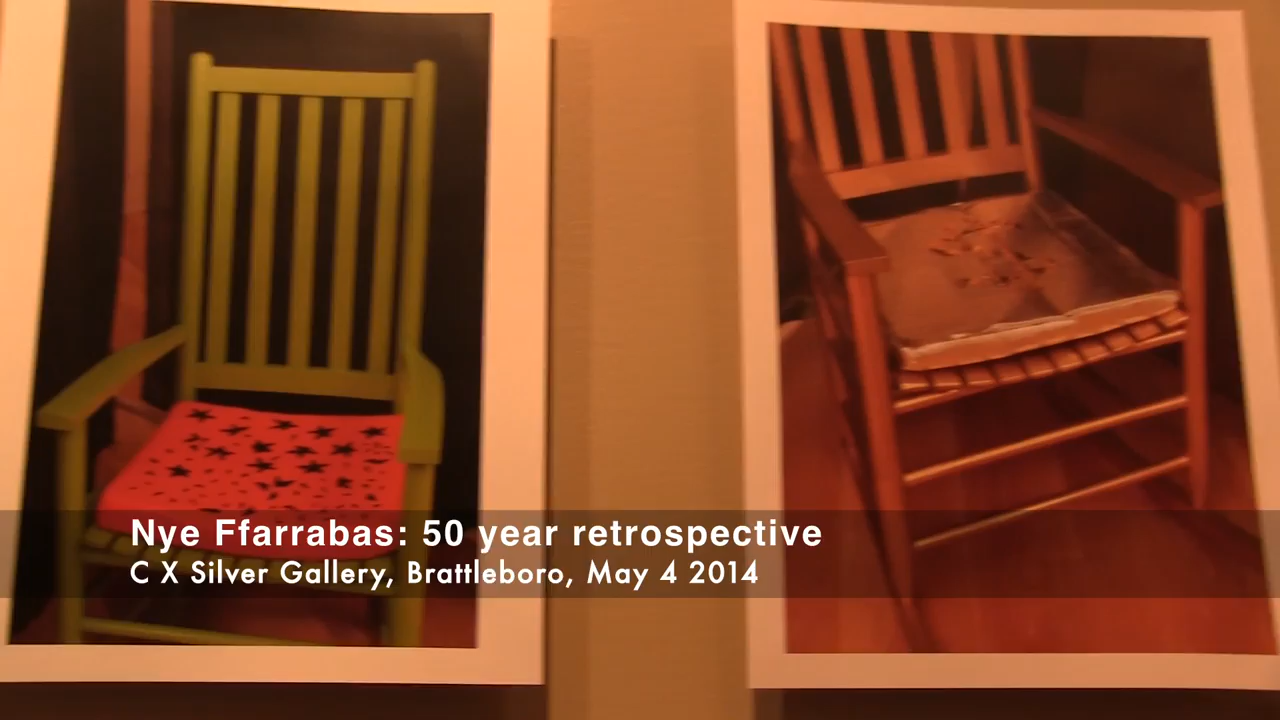 Nye Ffarrabas: 50 year retrospective
C X Silver Gallery, Brattleboro, May 4 2014